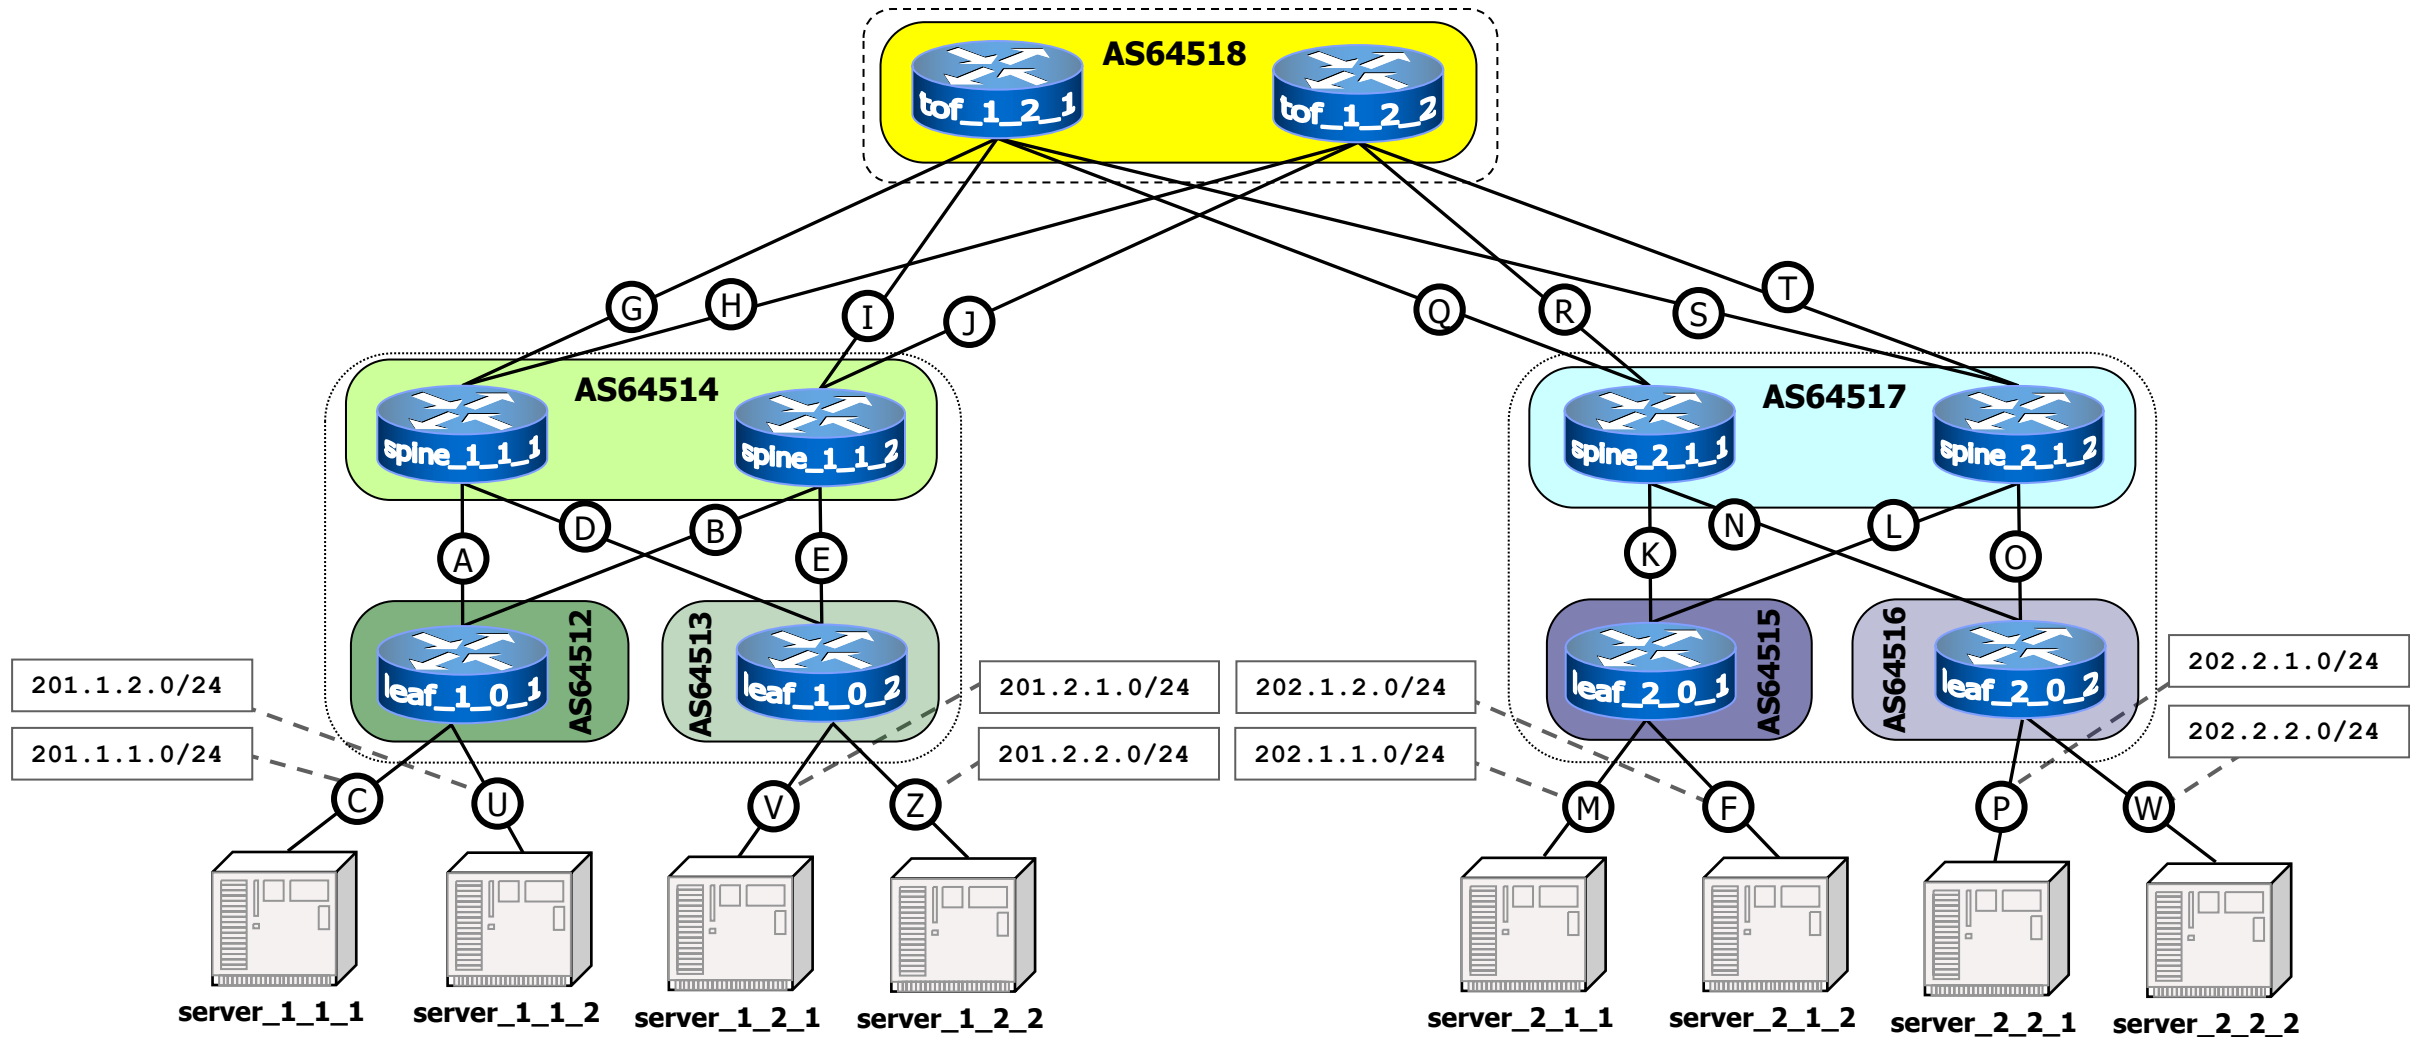 AS64518
tof_1_2_1
tof_1_2_2
G
H
I
J
Q
R
S
T
AS64514
spine_1_1_1
spine_1_1_2
AS64517
spine_2_1_1
spine_2_1_2
A
D
B
E
K
N
L
O
leaf_1_0_1
AS64512
AS64513
leaf_1_0_2
leaf_2_0_1
AS64515
AS64516
leaf_2_0_2
201.1.2.0/24
201.1.1.0/24
201.2.1.0/24
201.2.2.0/24
202.1.2.0/24
202.1.1.0/24
202.2.1.0/24
202.2.2.0/24
C
U
V
Z
M
F
P
W
server_1_1_1
server_1_1_2
server_1_2_1
server_1_2_2
server_2_1_1
server_2_1_2
server_2_2_1
server_2_2_2